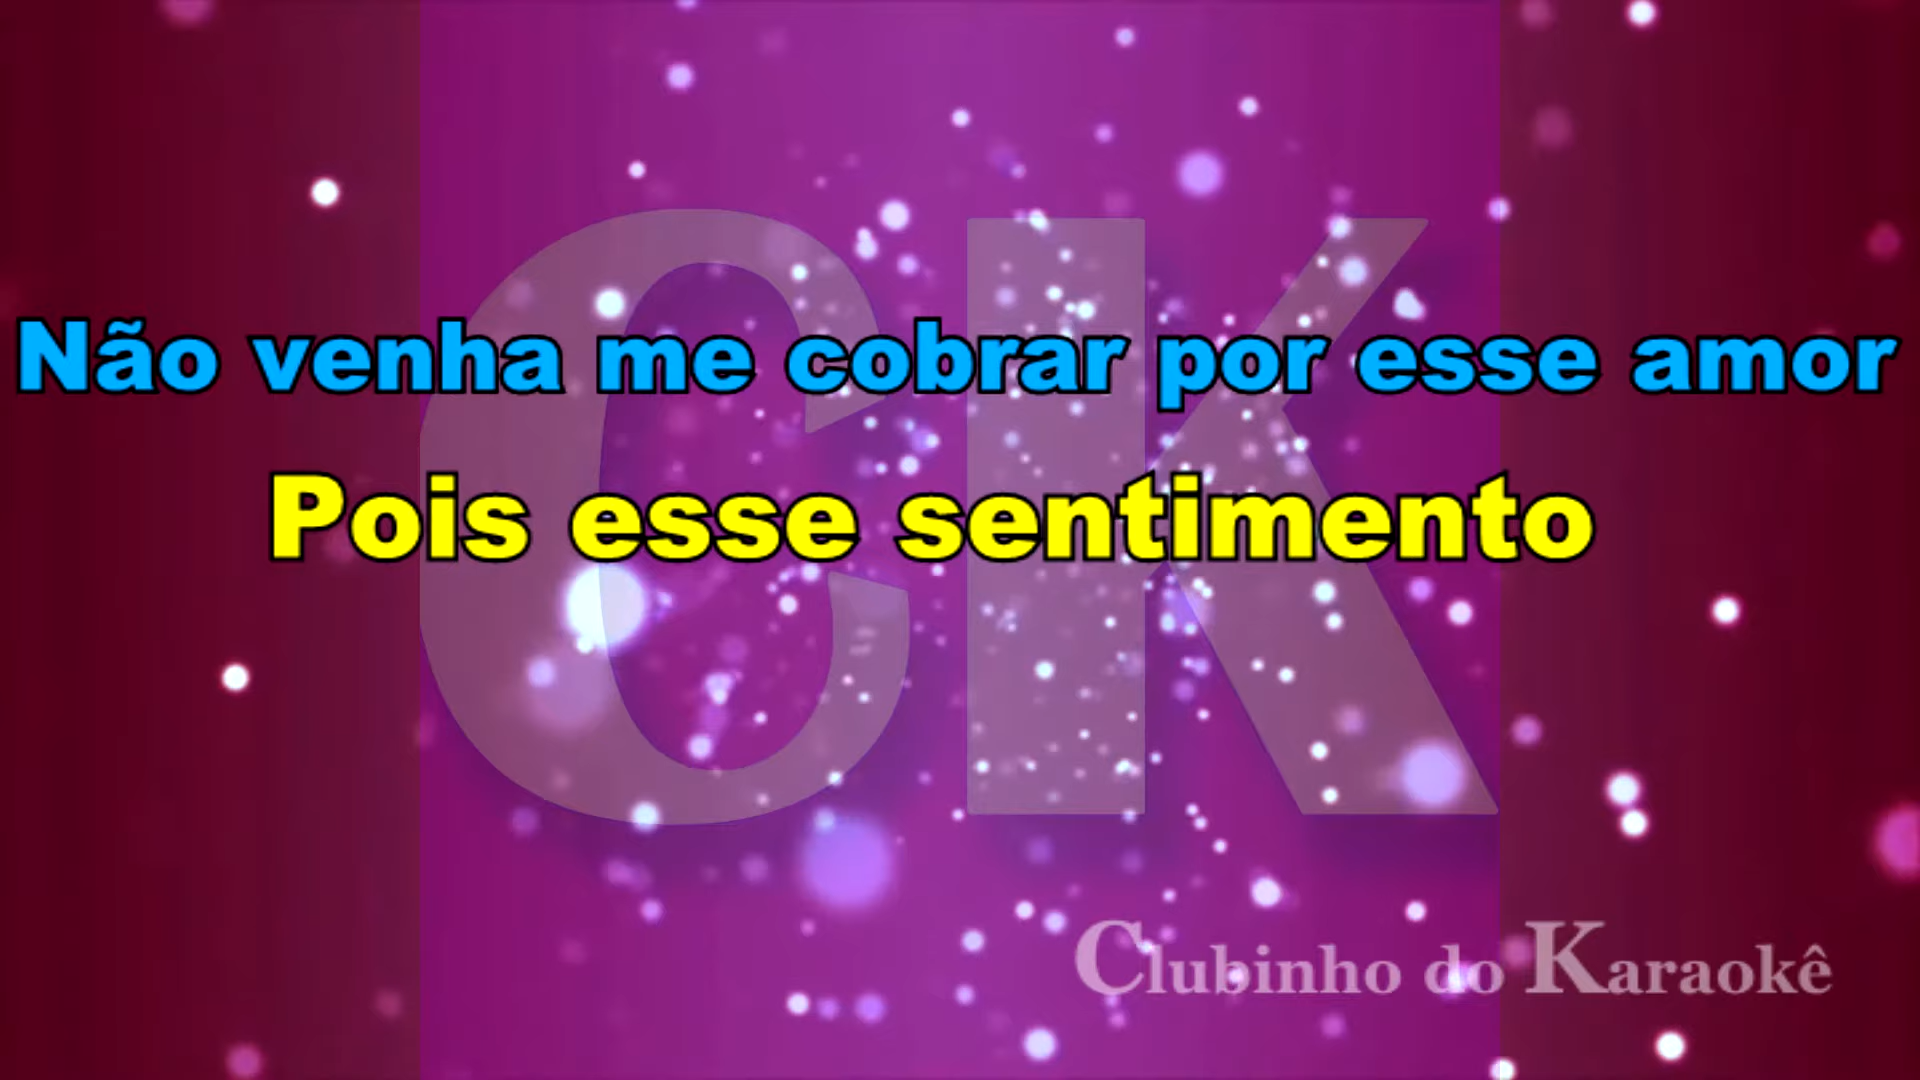 CK
Não venha me cobrar por esse amor
Pois esse sentimento
Clubinho do Karaokê